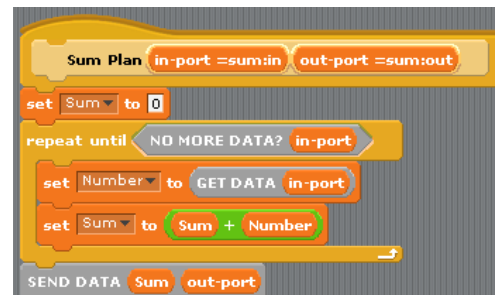 Sum Plan in-port =sum:in out-port =sum:out
set Sum to 0
repeat until NO MORE DATA? in-port
set Number to GET DATA in-port
set Sum to Sum + Number
SEND DATA Sum out-port